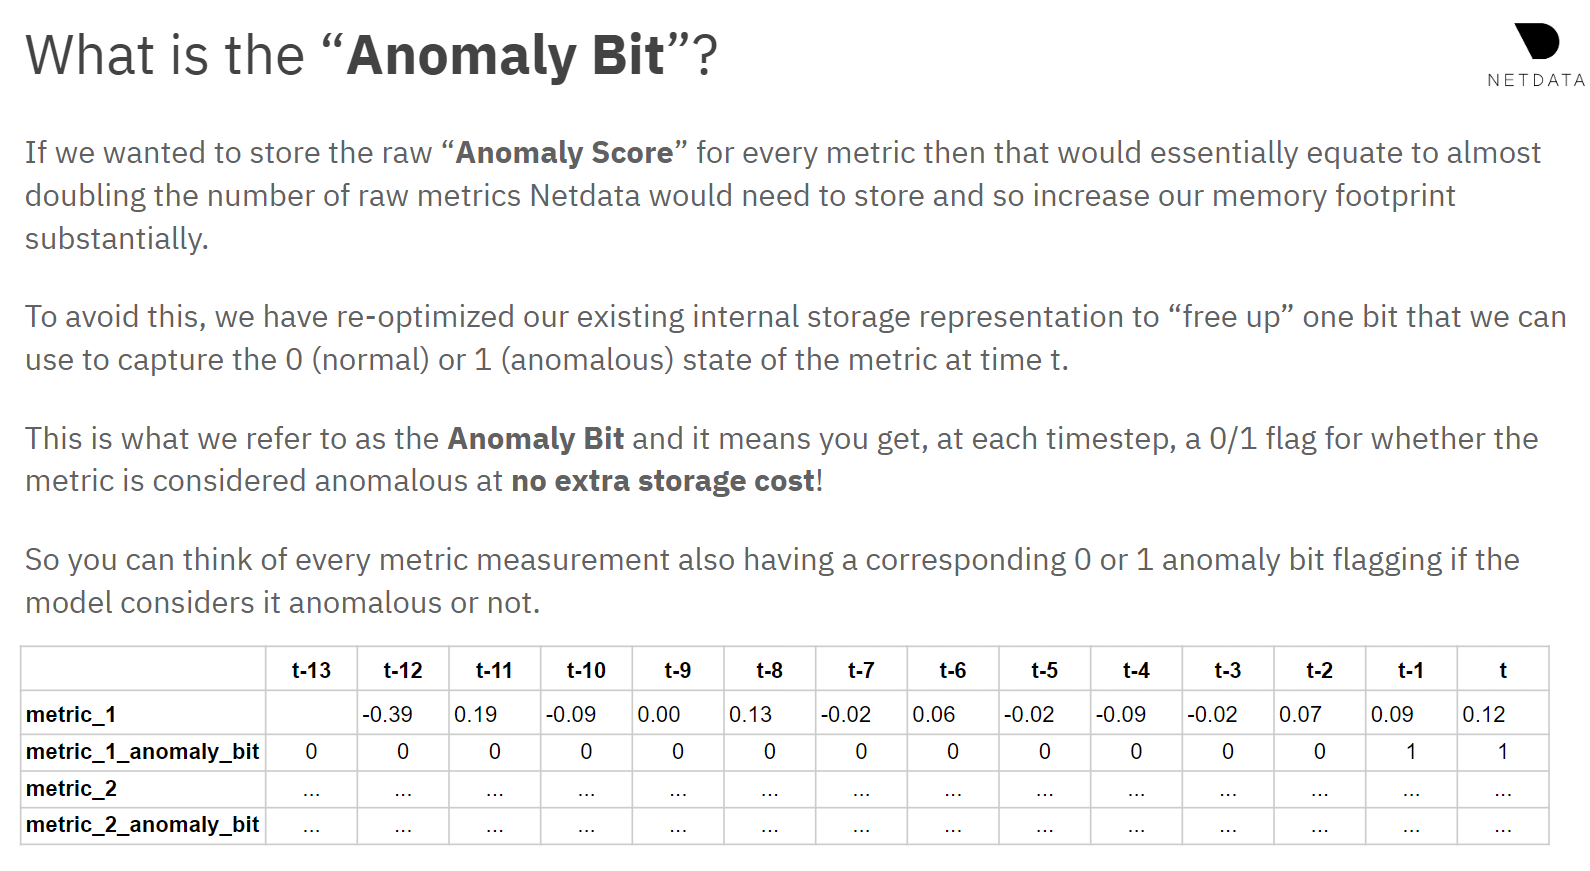 What is the “Anomaly Bit”?
NETDATA
If we wanted to store the raw “Anomaly Score” for every metric then that would essentially equate to almost
doubling the number of raw metrics Netdata would need to store and so increase our memory footprint
substantially.
To avoid this, we have re-optimized our existing internal storage representation to “free up” one bit that we can
use to capture the 0 (normal) or 1 (anomalous) state of the metric at time t.
This is what we refer to as the Anomaly Bit and it means you get, at each timestep, a 0/1 flag for whether the
metric is considered anomalous at no extra storage cost!
So you can think of every metric measurement also having a corresponding 0 or 1 anomaly bit flagging if the
model considers it anomalous or not.
t-13 t-12 t-11 t-10 t-9 t-8 t-7 t-6 t-5 t-4 t-3 t-2 t-1 t
metric_1 -0.39 0.19 -0.09 0.00 0.13 -0.02 0.06 -0.02 -0.09 -0.02 0.07 0.09 0.12
metric_1_anomaly_bit 0 0 0 0 0 0 0 0 0 0 0 0 1 1
metric_2 ... ... ... ... ... ... ... ... ... ... ... ... ... ...
metric_2_anomaly_bit ... ... ... ... ... ... ... ... ... ... ... ... ... ...